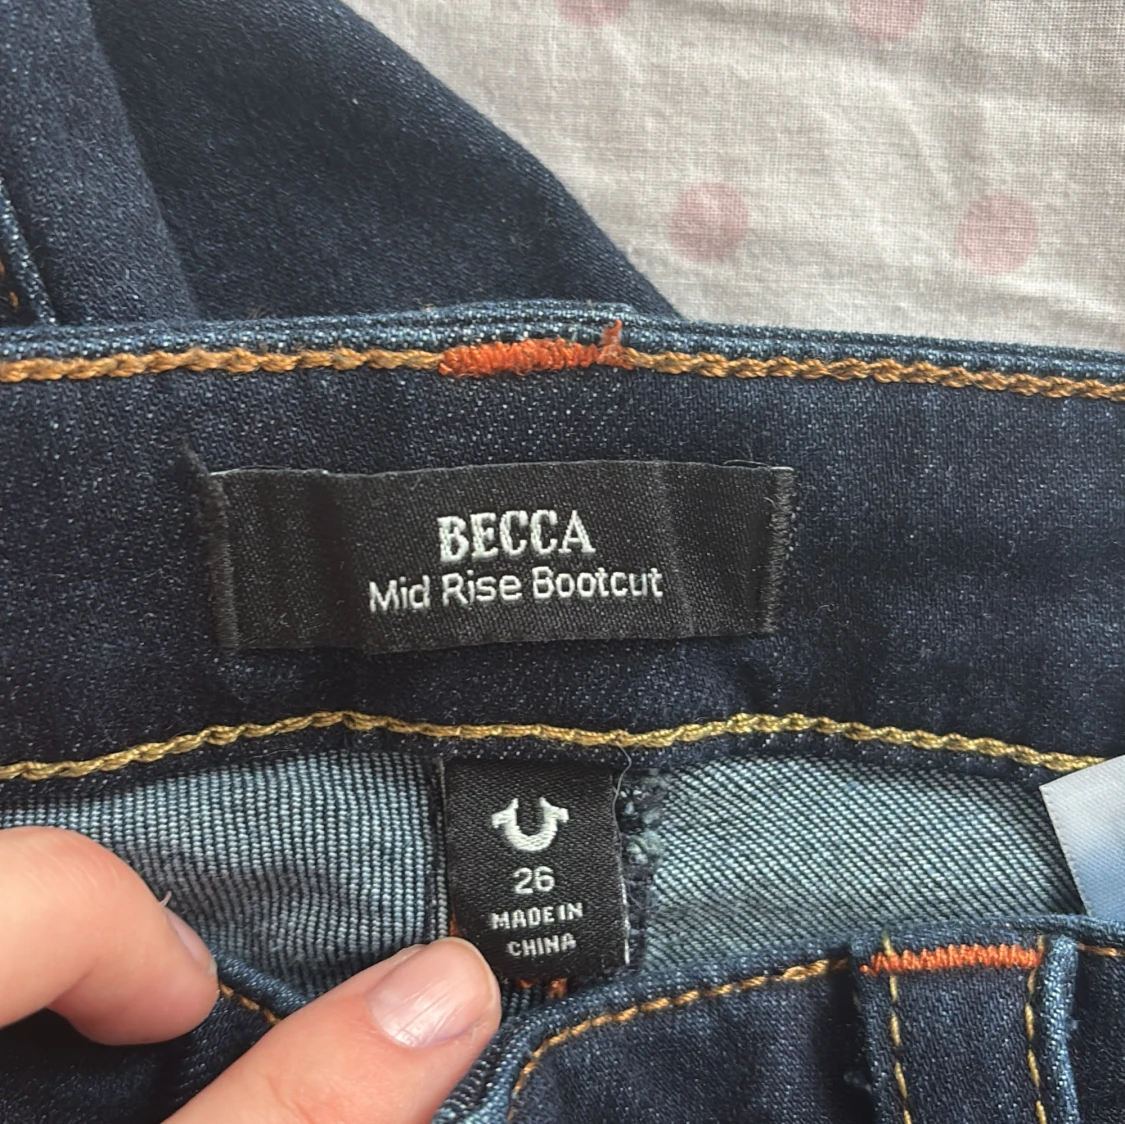 BECCA
Mid Rise Bootcut
26
MADE IN
CHINA